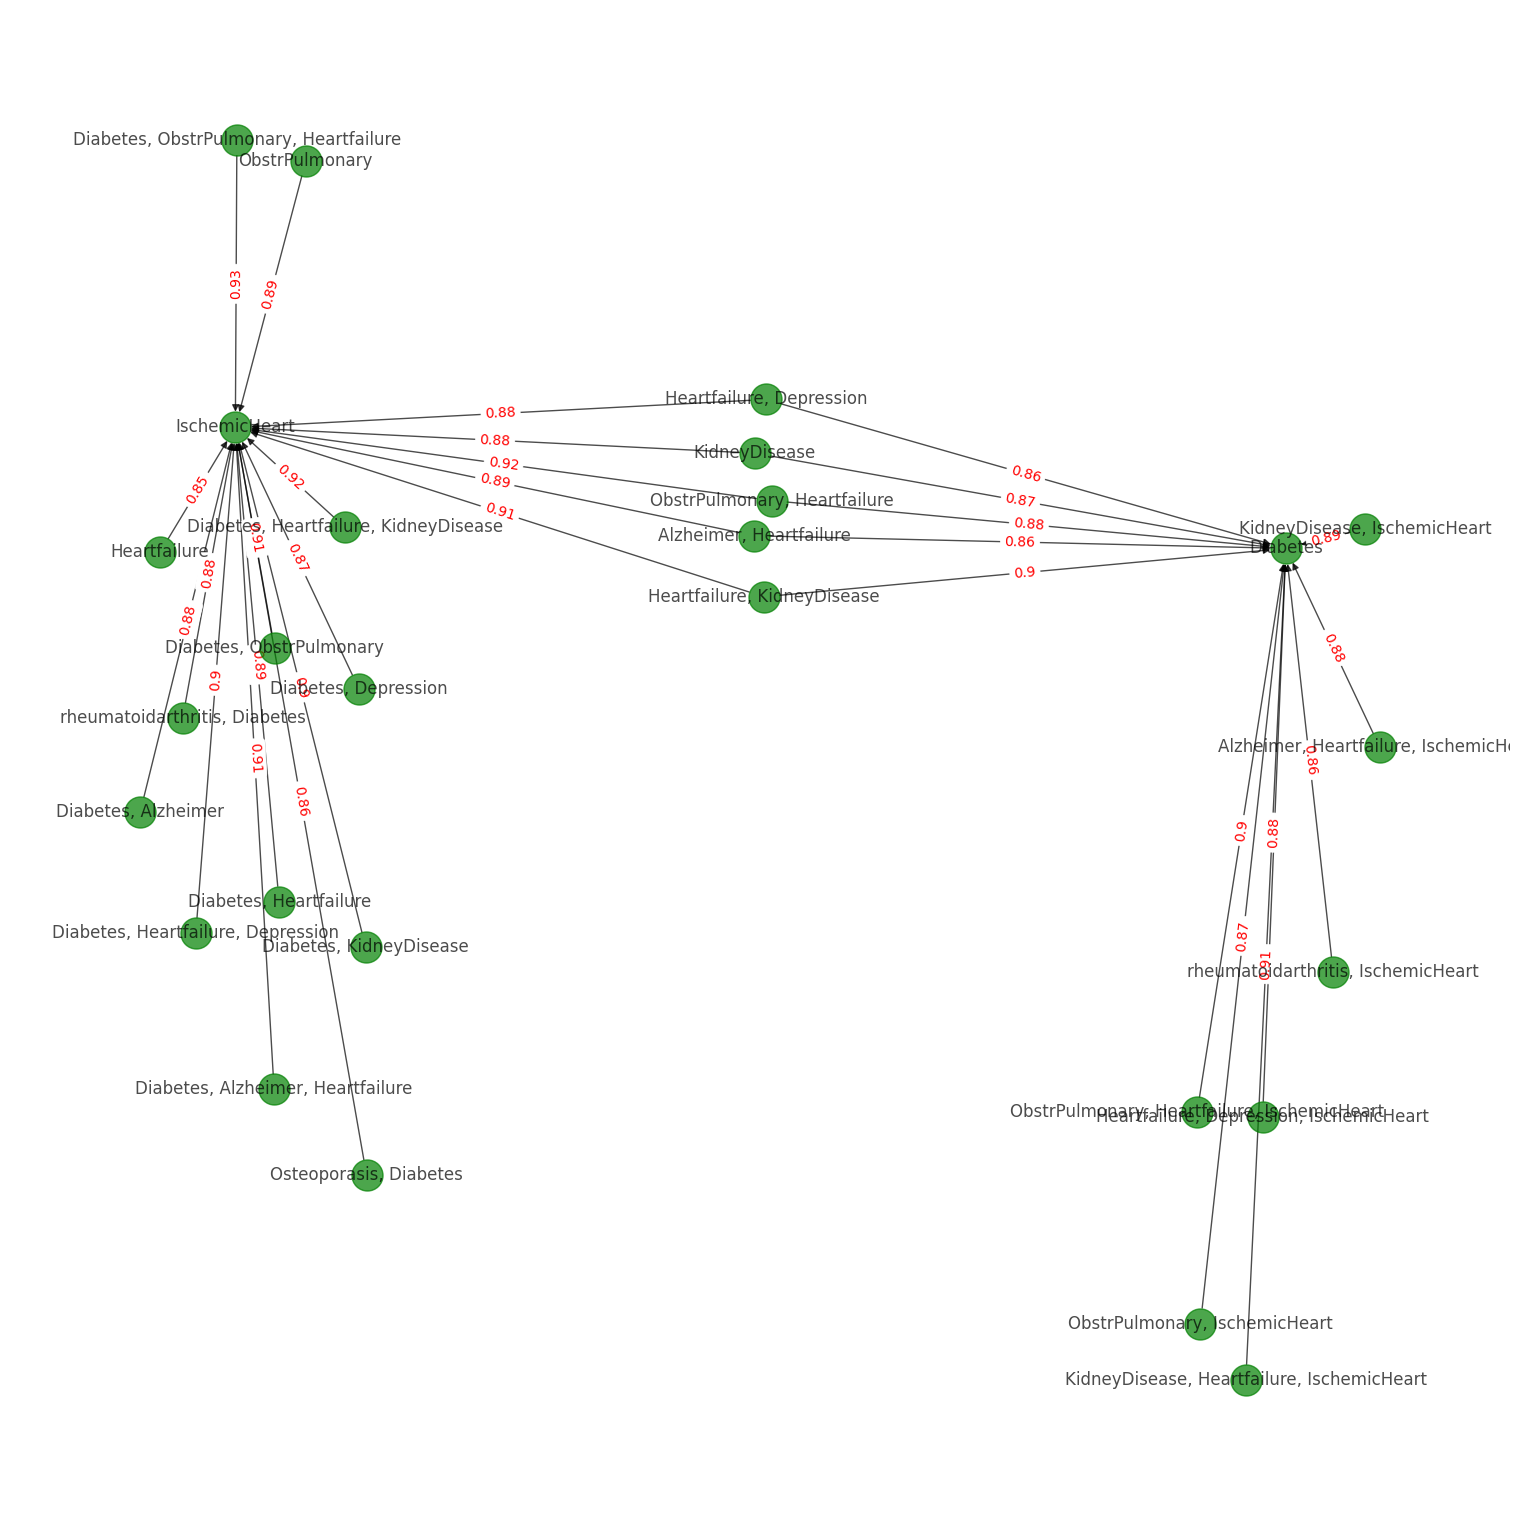 Diabetes, ObstrPulmonary, Heartfailure
ObstrPulmonary
0.93
0.89
Heartfailure, Depression
0.88
IschemicHeart
0.88
KidneyDisease
0.92
0.86
0.92
0.89
0.85
0.91
ObstrPulmonary, Heartfailure
0.87
0.88
Diabetes, Heartfailure, KidneyDisease
KidneyDisease, IschemicHeart
Alzheimer, Heartfailure
0.86
0.89
0.91
Heartfailure
Diabetes
0.87
0.88
0.9
Heartfailure, KidneyDisease
0.88
Diabetes, ObstrPulmonary
0.88
0.89
0.9
0.9
Diabetes, Depression
rheumatoidarthritis, Diabetes
Alzheimer, Heartfailure, IschemicH
0.91
0.86
0.86
Diabetes, Alzheimer
0.9
0.88
Diabetes, Heartfailure
Diabetes, Heartfailure, Depression
0.87
Diabetes, KidneyDisease
0.91
rheumatoidarthritis, IschemicHeart
Diabetes, Alzheimer, Heartfailure
ObstrPulmonary, Heartfailure, IschemicHeart
Heartfailure, Depression, IschemicHeart
Osteoporasis, Diabetes
ObstrPulmonary, IschemicHeart
KidneyDisease, Heartfailure, IschemicHeart